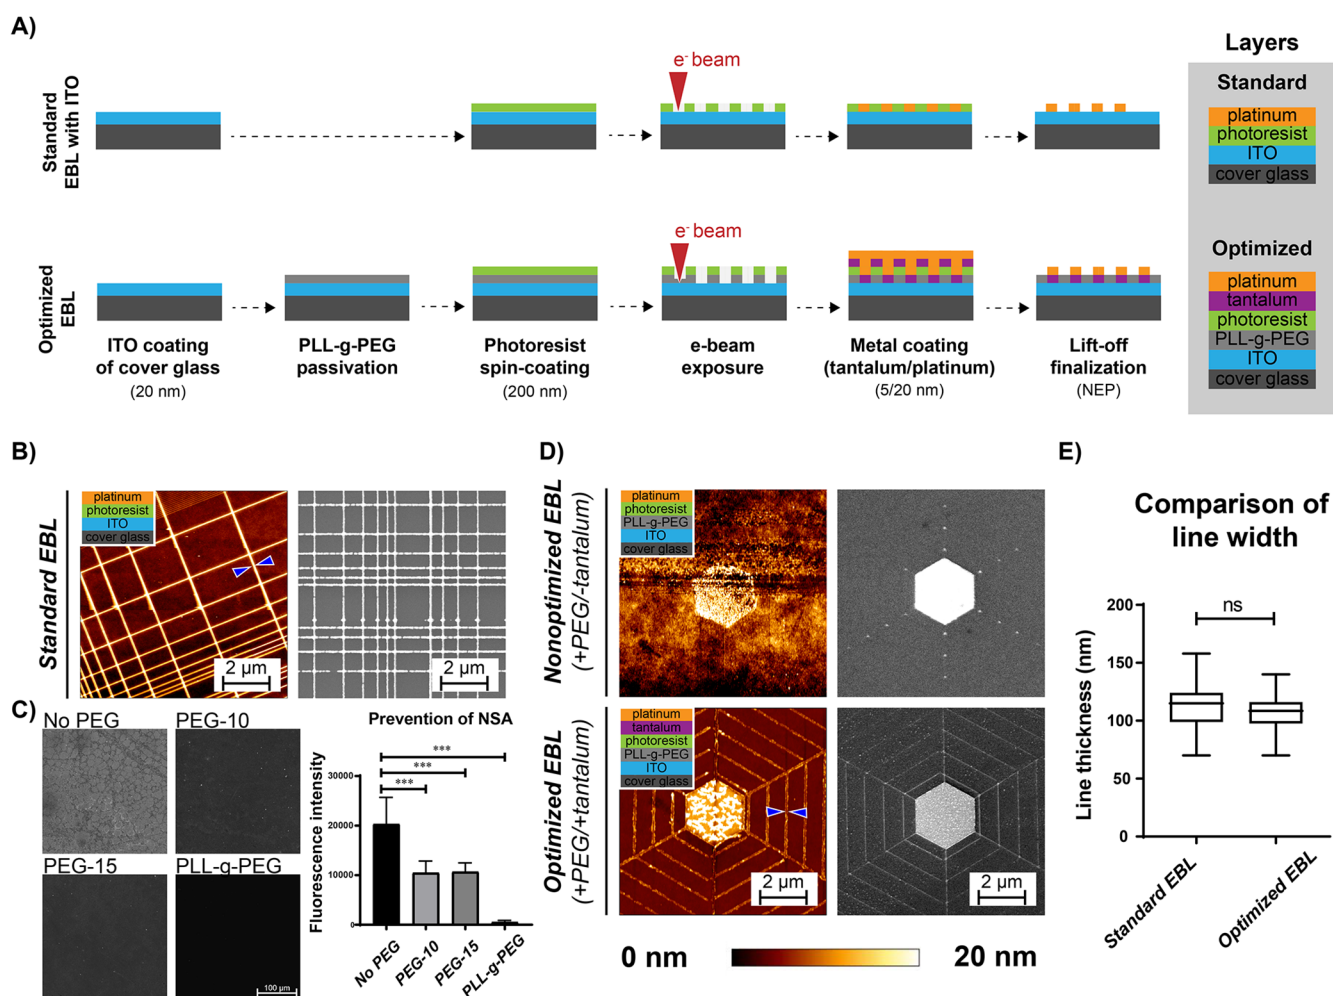 A)
Standard
EBL with ITO
e- beam
Layers
Standard
platinum
photoresist
ITO
cover glass
Optimized
EBL
e- beam
Optimized
platinum
tantalum
photoresist
PLL-g-PEG
ITO
cover glass
ITO coating
of cover glass
(20 nm)
PLL-g-PEG
passivation
Photoresist
spin-coating
(200 nm)
e-beam
exposure
Metal coating
(tantalum/platinum)
(5/20 nm)
Lift-off
finalization
(NEP)
B)
Standard EBL
platinum
photoresist
ITO
cover glass
2 µm
2 µm
C)
No PEG
PEG-10
PEG-15
PLL-g-PEG
100 µm
Prevention of NSA
***
***
***
Fluorescence intensity
30000
20000
10000
0
No PEG
PEG-10
PEG-15
PLL-g-PEG
D)
Nonoptimized EBL
(+PEG/-tantalum)
platinum
photoresist
PLL-g-PEG
ITO
cover glass
Optimized EBL
(+PEG/+tantalum)
platinum
tantalum
photoresist
PLL-g-PEG
ITO
cover glass
2 µm
2 µm
0 nm
20 nm
E)
Comparison of
line width
ns
Line thickness (nm)
200
150
100
50
0
Standard EBL
Optimized EBL